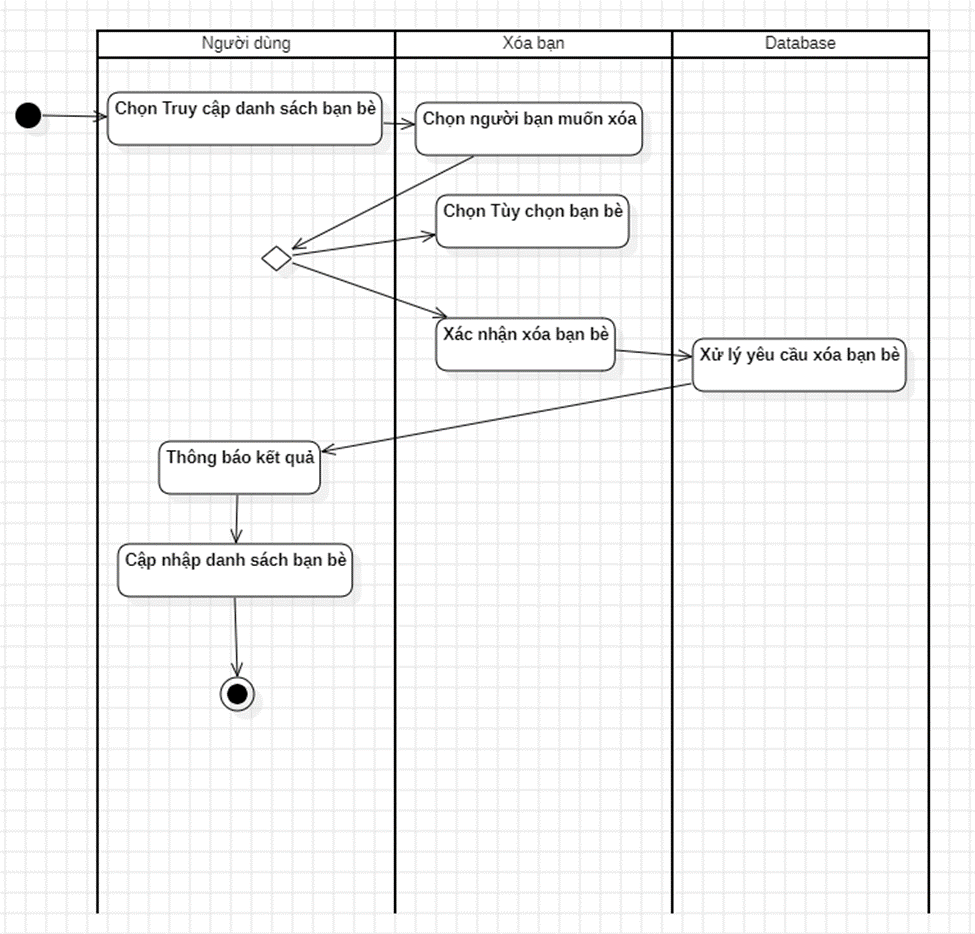 Người dùng
Xóa bạn
Database
Chọn Truy cập danh sách bạn bè
Chọn người bạn muốn xóa
Chọn Tùy chọn bạn bè
Xác nhận xóa bạn bè
Xử lý yêu cầu xóa bạn bè
Thông báo kết quả
Cập nhập danh sách bạn bè